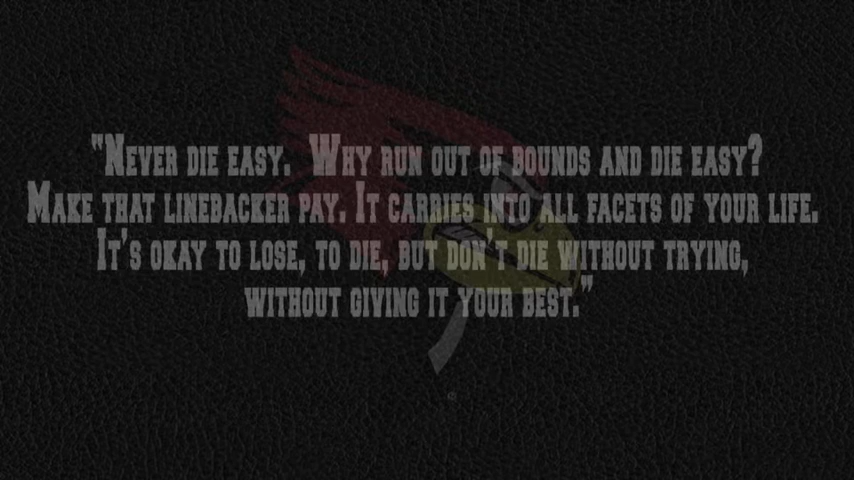 "Never die easy. Why run out of bounds and die easy?
Make that linebacker pay. It carries into all facets of your life.
It's okay to lose, to die, but don't die without trying,
without giving it your best."